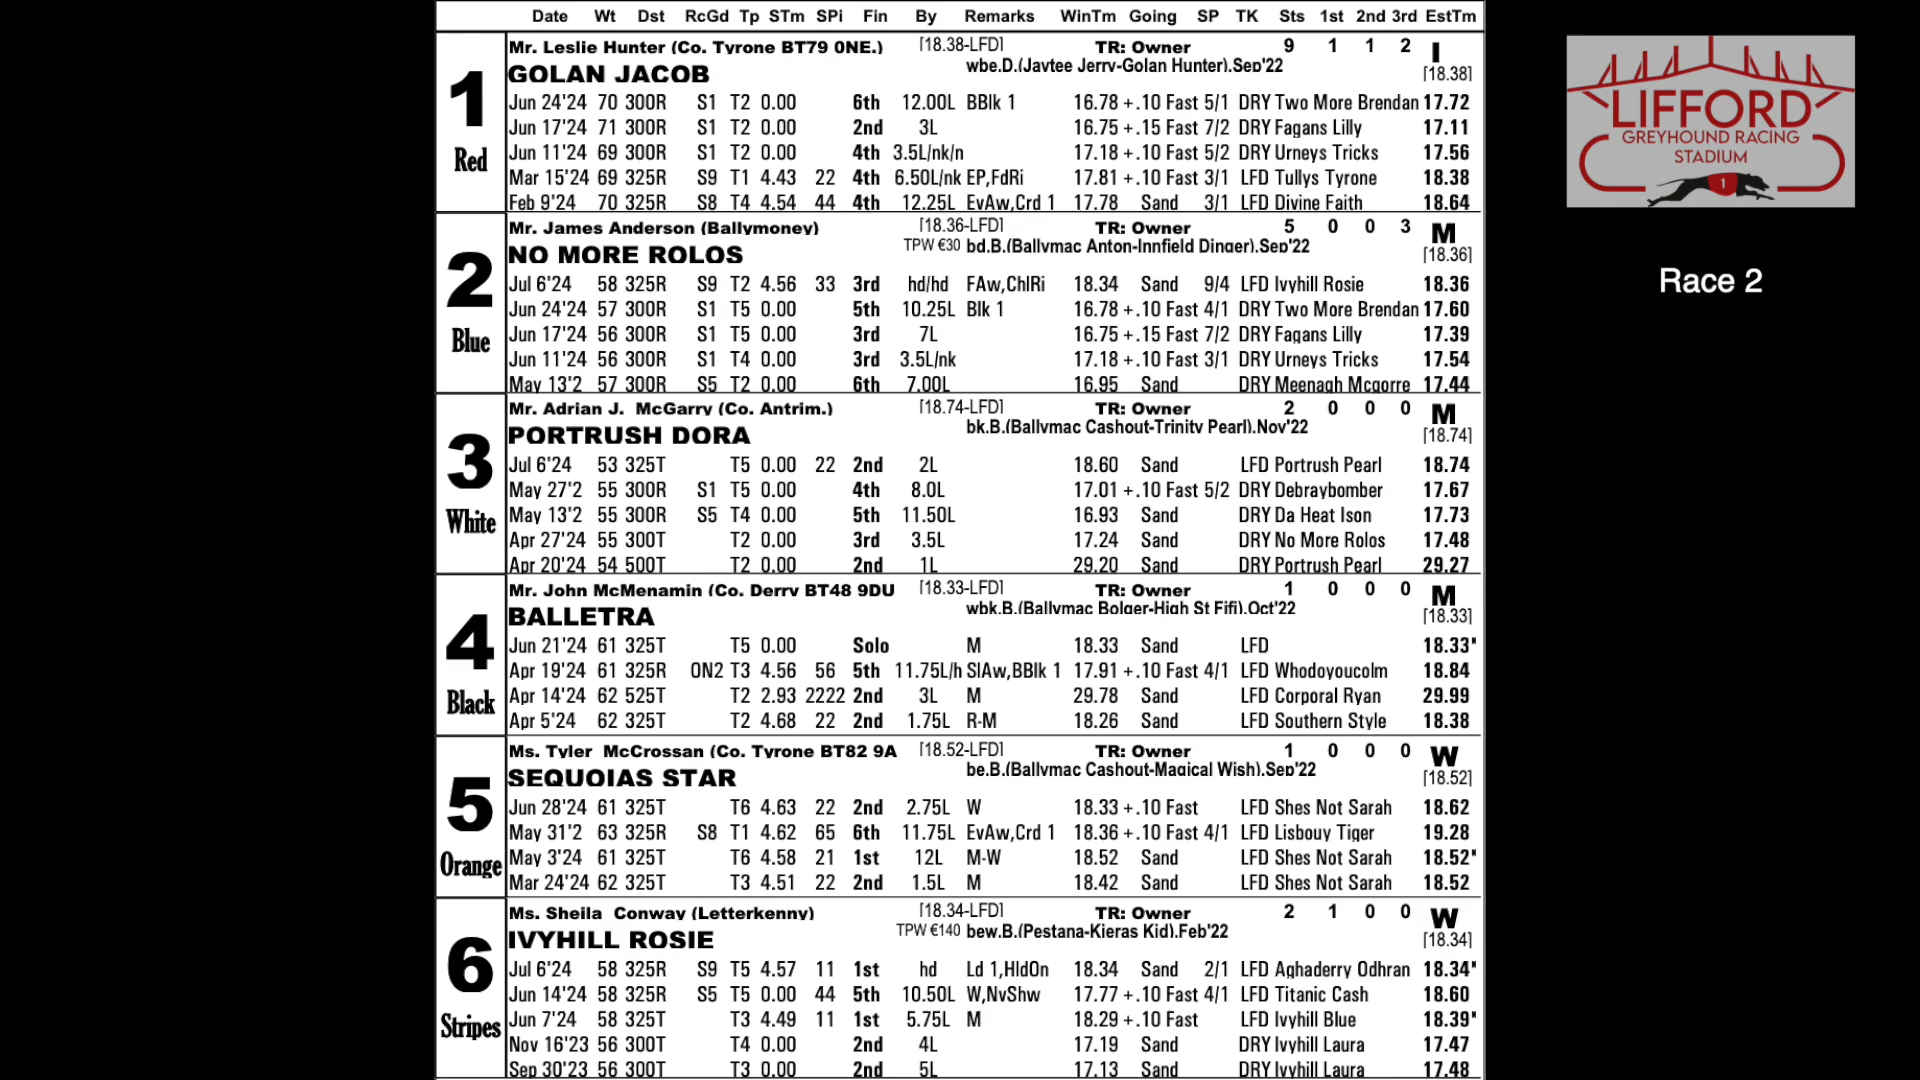 Date Wt Dst RcGd Tp STm SPi Fin By Remarks WinTm Going SP TK Sts 1st 2nd 3rd EstTm
1
Red
Mr. Leslie Hunter (Co. Tyrone BT79 0NE.) [18.38-LFD] TR: Owner 9 1 1 2 I
GOLAN JACOB wbe.D.(Jaytee Jerry-Golan Hunter).Sep'22 [18.38]
Jun 24'24 70 300R S1 T2 0.00 6th 12.00L BBlk 1 16.78 +.10 Fast 5/1 DRY Two More Brendan 17.72
Jun 17'24 71 300R S1 T2 0.00 2nd 3L 16.75 +.15 Fast 7/2 DRY Fagans Lilly 17.11
Jun 11'24 69 300R S1 T2 0.00 4th 3.5L/nk/n 17.18 +.10 Fast 5/2 DRY Urneys Tricks 17.56
Mar 15'24 69 325R S9 T1 4.43 22 4th 6.50L/nk EP,FdRi 17.81 +.10 Fast 3/1 LFD Tullys Tyrone 18.38
Feb 9'24 70 325R S8 T4 4.54 44 4th 12.25L EvAw,Crd 1 17.78 Sand 3/1 LFD Divine Faith 18.64
2
Blue
Mr. James Anderson (Ballymoney) [18.36-LFD] TR: Owner 5 0 0 3 M
NO MORE ROLOS TPW €30 bd.B.(Ballymac Anton-Innfield Dinger).Sep'22 [18.36]
Jul 6'24 58 325R S9 T2 4.56 33 3rd hd/hd FAw,ChlRi 18.34 Sand 9/4 LFD Ivyhill Rosie 18.36
Jun 24'24 57 300R S1 T5 0.00 5th 10.25L Blk 1 16.78 +.10 Fast 4/1 DRY Two More Brendan 17.60
Jun 17'24 56 300R S1 T5 0.00 3rd 7L 16.75 +.15 Fast 7/2 DRY Fagans Lilly 17.39
Jun 11'24 56 300R S1 T4 0.00 3rd 3.5L/nk 17.18 +.10 Fast 3/1 DRY Urneys Tricks 17.54
May 13'2 57 300R S5 T2 0.00 6th 7.00L 16.95 Sand DRY Meenagh Mcgorre 17.44
3
White
Mr. Adrian J. McGarry (Co. Antrim.) [18.74-LFD] TR: Owner 2 0 0 0 M
PORTRUSH DORA bk.B.(Ballymac Cashout-Trinity Pearl).Nov'22 [18.74]
Jul 6'24 53 325T T5 0.00 22 2nd 2L 18.60 Sand LFD Portrush Pearl 18.74
May 27'2 55 300R S1 T5 0.00 4th 8.0L 17.01 +.10 Fast 5/2 DRY Debraybomber 17.67
May 13'2 55 300R S5 T4 0.00 5th 11.50L 16.93 Sand DRY Da Heat Ison 17.73
Apr 27'24 55 300T T2 0.00 3rd 3.5L 17.24 Sand DRY No More Rolos 17.48
Apr 20'24 54 500T T2 0.00 2nd 1L 29.20 Sand DRY Portrush Pearl 29.27
4
Black
Mr. John McMenamin (Co. Derry BT48 9DU [18.33-LFD] TR: Owner 1 0 0 0 M
BALLETRA wbk.B.(Ballymac Bolger-High St Fifi).Oct'22 [18.33]
Jun 21'24 61 325T T5 0.00 Solo M 18.33 Sand LFD 18.33*
Apr 19'24 61 325R ON2 T3 4.56 56 5th 11.75L/h SlAw,BBlk 1 17.91 +.10 Fast 4/1 LFD Whodoyoucolm 18.84
Apr 14'24 62 525T T2 2.93 2222 2nd 3L M 29.78 Sand LFD Corporal Ryan 29.99
Apr 5'24 62 325T T2 4.68 22 2nd 1.75L R-M 18.26 Sand LFD Southern Style 18.38
5
Orange
Ms. Tyler McCrossan (Co. Tyrone BT82 9A [18.52-LFD] TR: Owner 1 0 0 0 W
SEQUOIAS STAR be.B.(Ballymac Cashout-Magical Wish).Sep'22 [18.52]
Jun 28'24 61 325T T6 4.63 22 2nd 2.75L W 18.33 +.10 Fast LFD Shes Not Sarah 18.62
May 31'2 63 325R S8 T1 4.62 65 6th 11.75L EvAw,Crd 1 18.36 +.10 Fast 4/1 LFD Lisbouy Tiger 19.28
May 3'24 61 325T T6 4.58 21 1st 12L M-W 18.52 Sand LFD Shes Not Sarah 18.52*
Mar 24'24 62 325T T3 4.51 22 2nd 1.5L M 18.42 Sand LFD Shes Not Sarah 18.52
6
Stripes
Ms. Sheila Conway (Letterkenny) [18.34-LFD] TR: Owner 2 1 0 0 W
IVYHILL ROSIE TPW €140 bew.B.(Pestana-Kieras Kid).Feb'22 [18.34]
Jul 6'24 58 325R S9 T5 4.57 11 1st hd Ld 1,HldOn 18.34 Sand 2/1 LFD Aghaderry Odhran 18.34*
Jun 14'24 58 325R S5 T5 0.00 44 5th 10.50L W,NvShw 17.77 +.10 Fast 4/1 LFD Titanic Cash 18.60
Jun 7'24 58 325T T3 4.49 11 1st 5.75L M 18.29 +.10 Fast LFD Ivyhill Blue 18.39*
Nov 16'23 56 300T T4 0.00 2nd 4L 17.19 Sand DRY Ivyhill Laura 17.47
Sep 30'23 56 300T T3 0.00 2nd 5L 17.13 Sand DRY Ivyhill Laura 17.48
LIFFORD
GREYHOUND RACING
STADIUM
1
Race 2